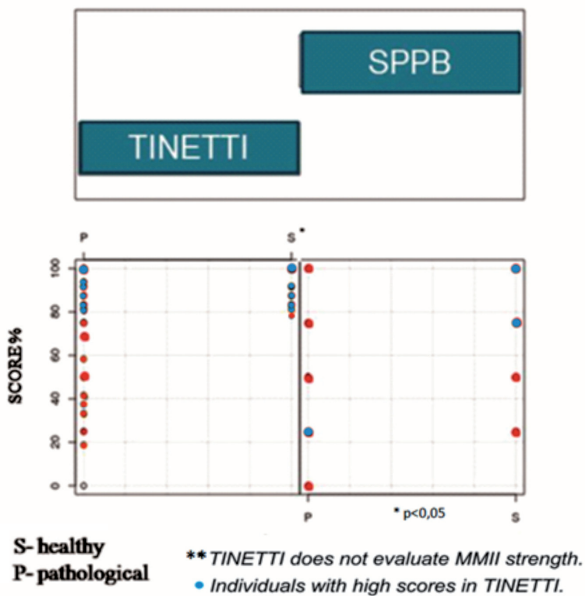 SPPB
TINETTI
P S *
SCORE%
100
80
60
40
20
0
P S
* p<0,05
S- healthy
P- pathological
** TINETTI does not evaluate MMII strength.
Individuals with high scores in TINETTI.